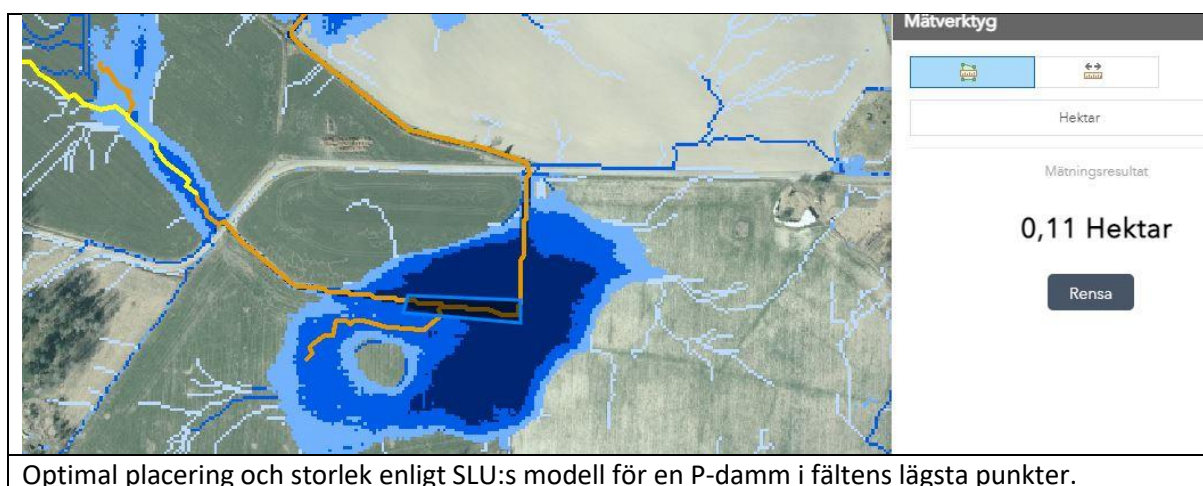 Mätverktyg
Hektar
Mätningsresultat
0,11 Hektar
Rensa
Optimal placering och storlek enligt SLU:s modell för en P-damm i fältens lägsta punkter.